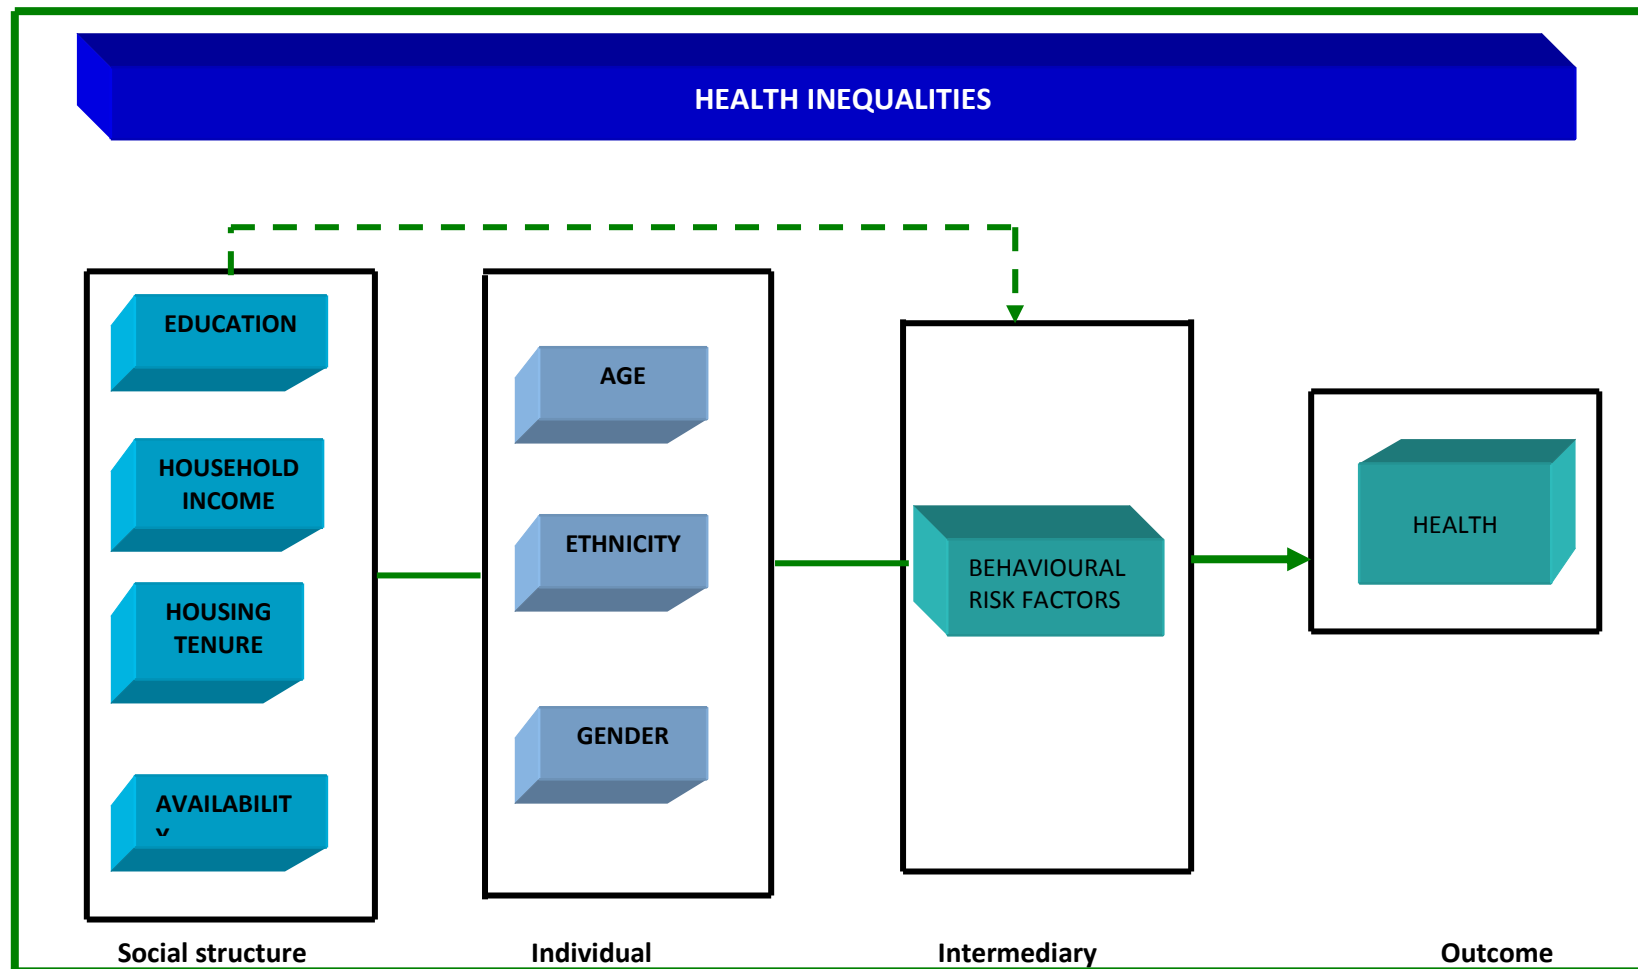 HEALTH INEQUALITIES
EDUCATION
HOUSEHOLD
INCOME
HOUSING
TENURE
AVAILABILIT
Y
AGE
ETHNICITY
GENDER
BEHAVIOURAL
RISK FACTORS
HEALTH
Social structure
Individual
Intermediary
Outcome